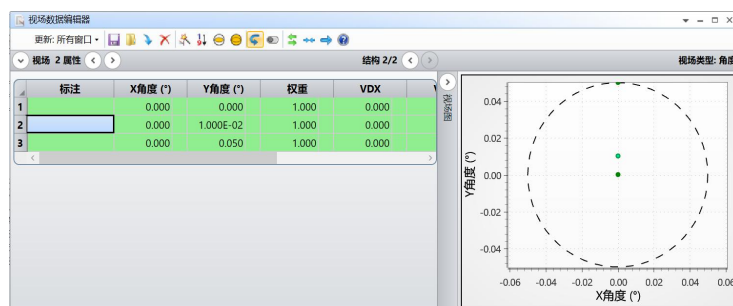 视场数据编辑器
更新: 所有窗口
视场 2 属性 结构 2/2 视场类型: 角度
标注 X角度 (°) Y角度 (°) 权重 VDX
1 0.000 0.000 1.000 0.000
2 0.000 1.000E-02 1.000 0.000
3 0.000 0.050 1.000 0.000
视场图
Y角度 (°)
0.04
0.02
0.00
-0.02
-0.04
-0.06 -0.04 -0.02 0.00 0.02 0.04 0.06
X角度 (°)